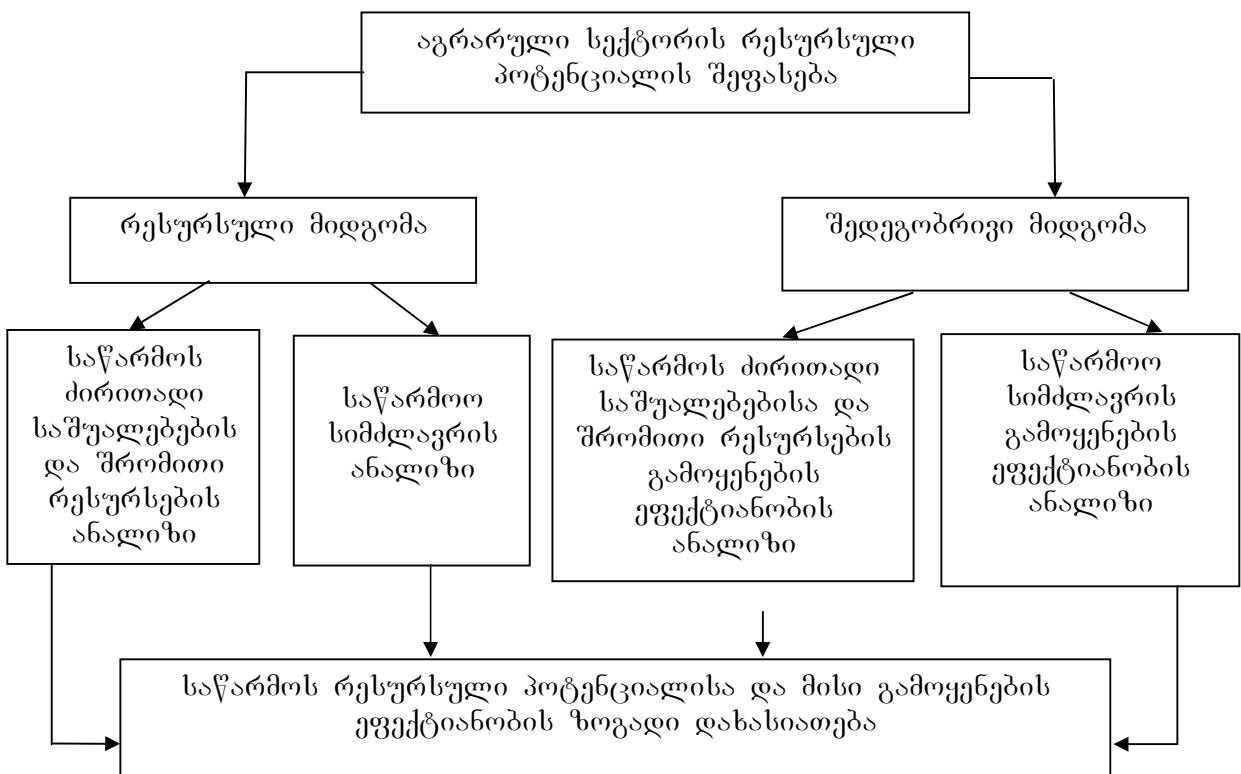 აგრარული სექტორის რესურსული
პოტენციალის შეფასება
რესურსული მიდგომა
შედეგობრივი მიდგომა
საწარმოს
ძირითადი
საშუალებების
და შრომითი
რესურსების
ანალიზი
საწარმოო
სიმძლავრის
ანალიზი
საწარმოს ძირითადი
საშუალებებისა და
შრომითი რესურსების
გამოყენების
ეფექტიანობის
ანალიზი
საწარმოო
სიმძლავრის
გამოყენების
ეფექტიანობის
ანალიზი
საწარმოს რესურსული პოტენციალისა და მისი გამოყენების
ეფექტიანობის ზოგადი დახასიათება